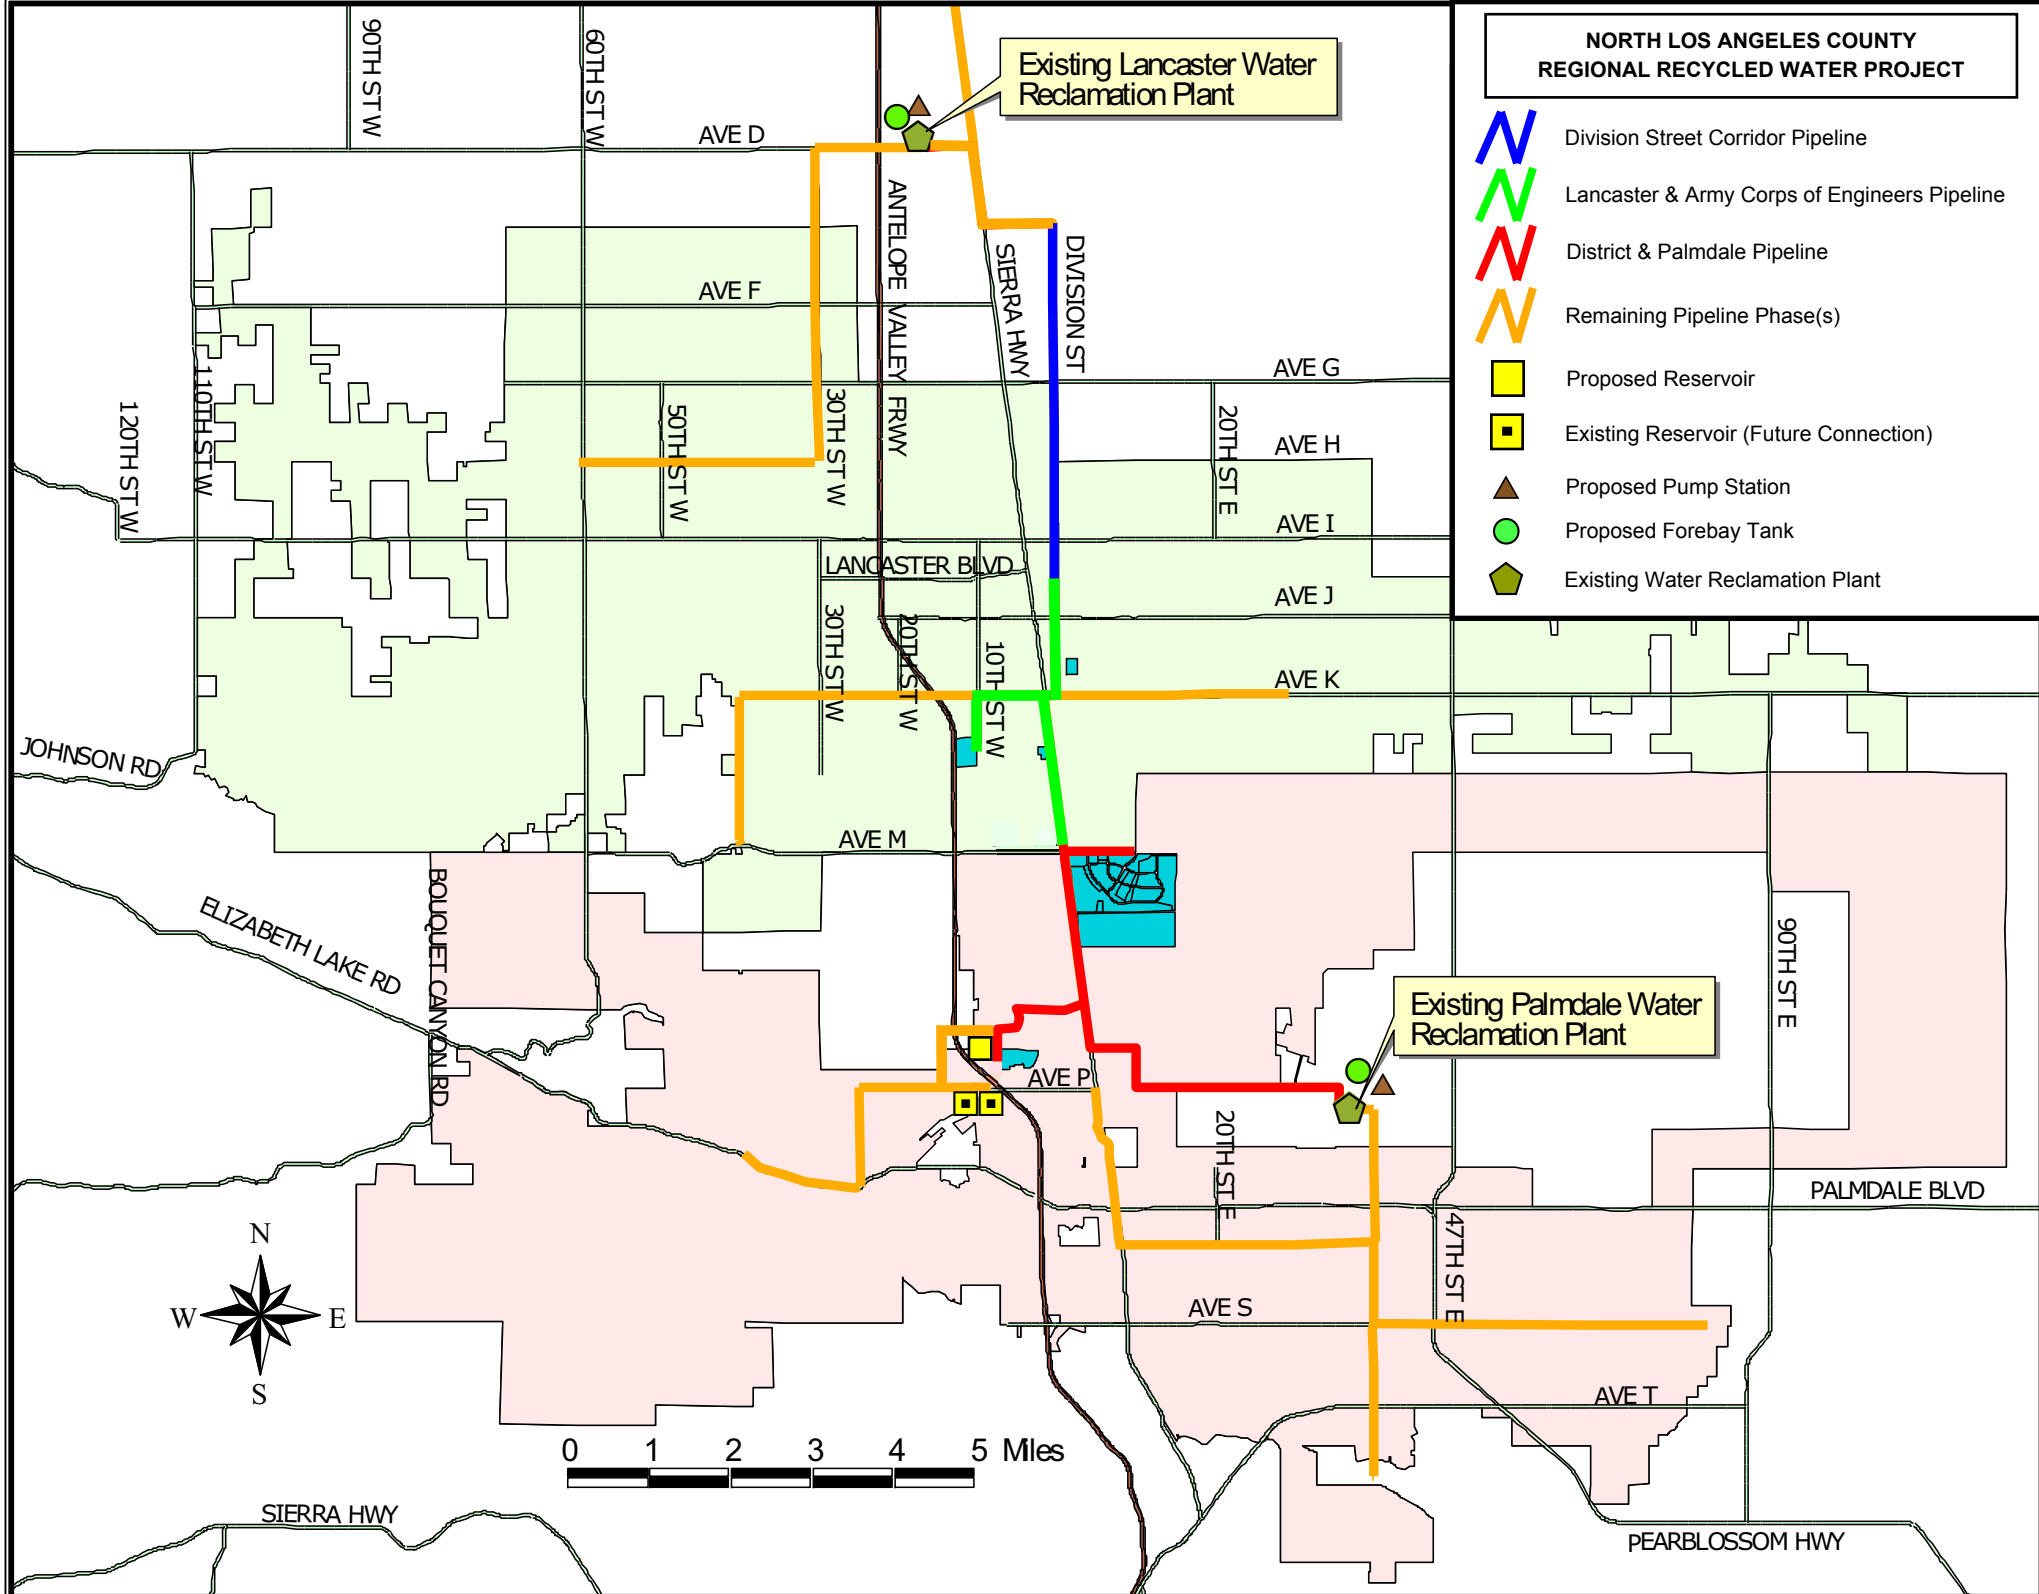 NORTH LOS ANGELES COUNTY
REGIONAL RECYCLED WATER PROJECT
Division Street Corridor Pipeline
Lancaster & Army Corps of Engineers Pipeline
District & Palmdale Pipeline
Remaining Pipeline Phase(s)
Proposed Reservoir
Existing Reservoir (Future Connection)
Proposed Pump Station
Proposed Forebay Tank
Existing Water Reclamation Plant
90TH ST W
60TH ST W
Existing Lancaster Water
Reclamation Plant
AVE D
ANTELOPE VALLEY FRWY
SIERRA HWY
DIVISION ST
AVE F
AVE G
110TH ST W
120TH ST W
50TH ST W
30TH ST W
20TH ST E
AVE H
AVE I
LANCASTER BLVD
AVE J
30TH ST W
20TH ST W
10TH ST W
AVE K
JOHNSON RD
AVE M
BOUQUET CANYON RD
ELIZABETH LAKE RD
90TH ST E
Existing Palmdale Water
Reclamation Plant
AVE P
20TH ST E
PALMDALE BLVD
47TH ST E
N
W
E
S
AVE S
AVE T
0 1 2 3 4 5 Miles
SIERRA HWY
PEARBLOSSOM HWY